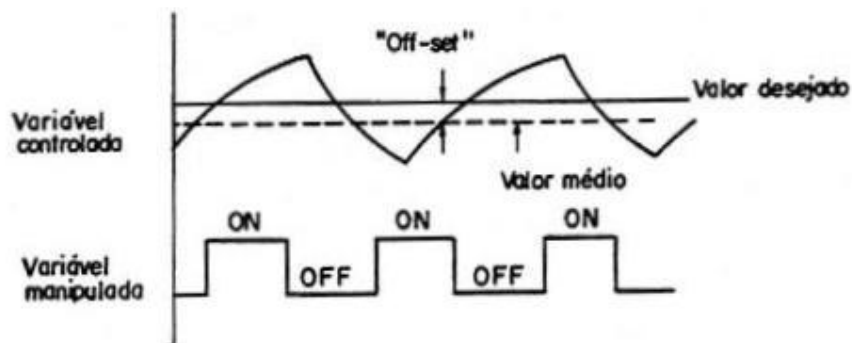 "Off-set"
Valor desejado
Variável
controlada
Valor médio
ON
ON
ON
OFF
OFF
Variável
manipulada